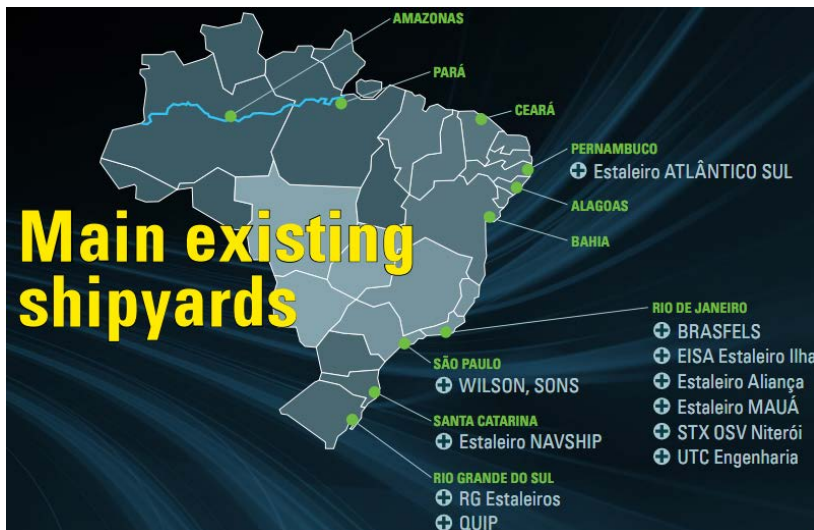 AMAZONAS
PARÁ
CEARÁ
PERNAMBUCO
Estaleiro ATLÂNTICO SUL
ALAGOAS
BAHIA
Main existing
shipyards
RIO DE JANEIRO
BRASFELS
EISA Estaleiro Ilha
Estaleiro Aliança
Estaleiro MAUÁ
STX OSV Niterói
UTC Engenharia
SÃO PAULO
WILSON, SONS
SANTA CATARINA
Estaleiro NAVSHIP
RIO GRANDE DO SUL
RG Estaleiros
QUIP